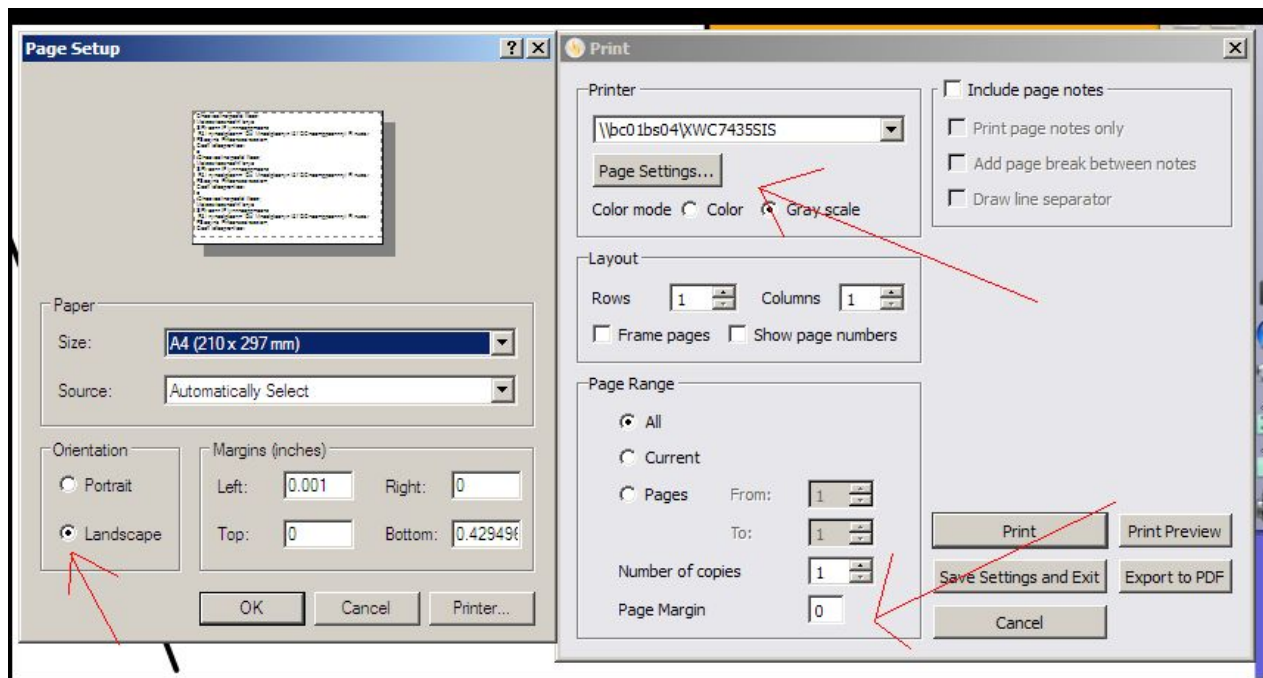 Page Setup
Paper
Size: A4 (210 x 297 mm)
Source: Automatically Select
Orientation
Portrait
Landscape
Margins (inches)
Left: 0.001 Right: 0
Top: 0 Bottom: 0.429496
OK Cancel Printer...
Print
Printer
\\bc01bs04\XWC7435SIS
Page Settings...
Color mode Color Gray scale
Layout
Rows 1 Columns 1
Frame pages Show page numbers
Page Range
All
Current
Pages From: 1
To: 1
Number of copies 1
Page Margin 0
Include page notes
Print page notes only
Add page break between notes
Draw line separator
Print Print Preview
Save Settings and Exit Export to PDF
Cancel